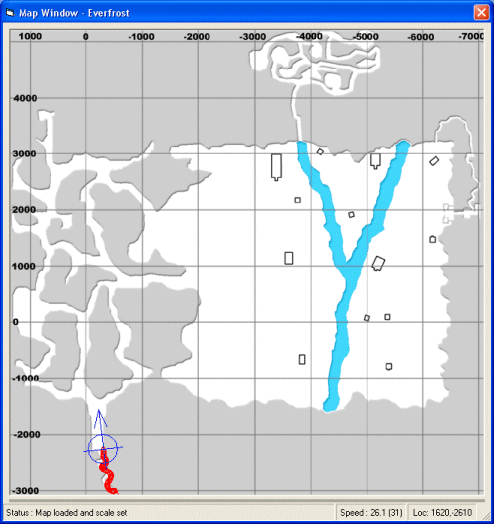 Map Window - Everfrost
1000 0 -1000 -2000 -3000 -4000 -5000 -6000 -7000
4000
3000
2000
1000
0
-1000
-2000
-3000
Status : Map loaded and scale set Speed : 26.1 (31) Loc: 1620,-2610